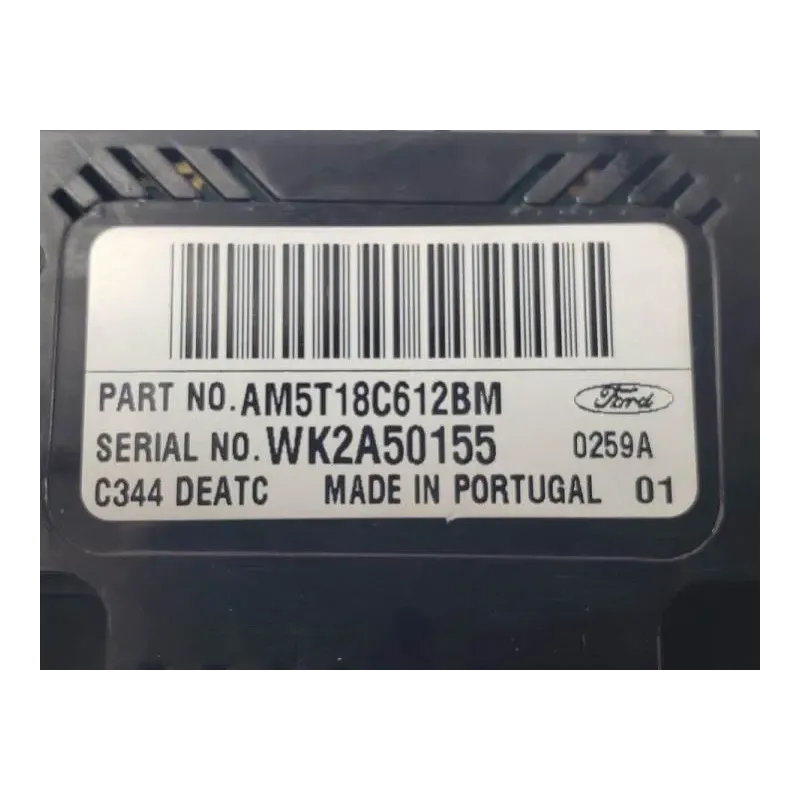 PART NO. AM5T18C612BM Ford
SERIAL NO. WK2A50155 0259A
C344 DEATC MADE IN PORTUGAL 01